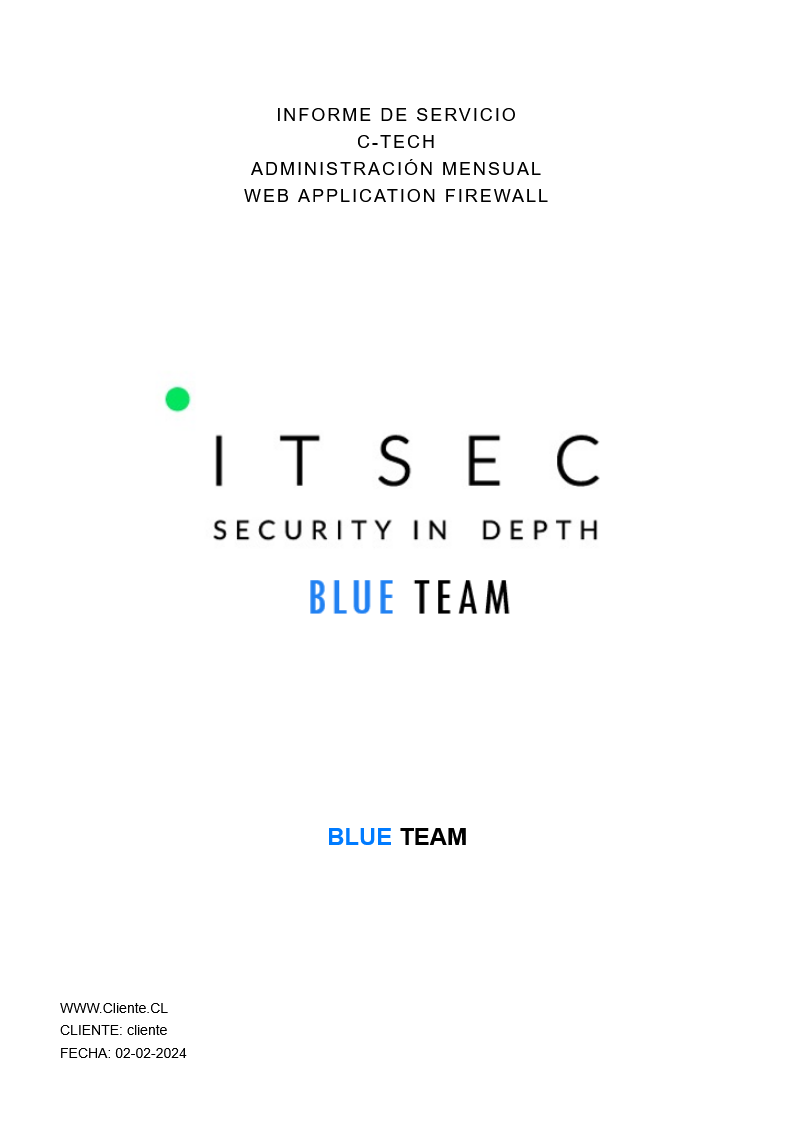 INFORME DE SERVICIO
C-TECH
ADMINISTRACIÓN MENSUAL
WEB APPLICATION FIREWALL
ITSEC
SECURITY IN DEPTH
BLUE TEAM
BLUE TEAM
WWW.Cliente.CL
CLIENTE: cliente
FECHA: 02-02-2024